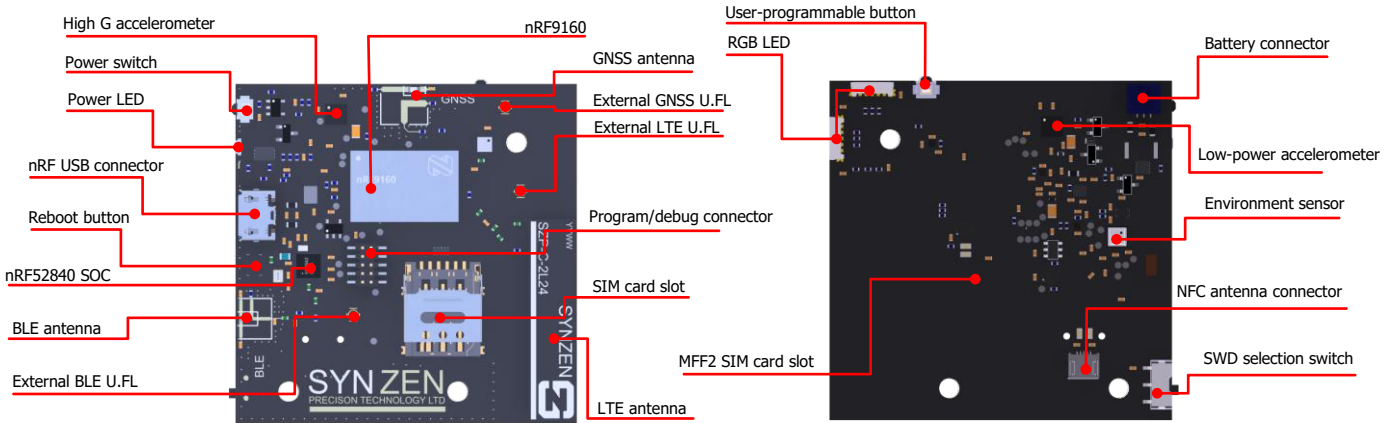 High G accelerometer
Power switch
Power LED
nRF USB connector
Reboot button
nRF52840 SOC
BLE antenna
External BLE U.FL
nRF9160
GNSS antenna
External GNSS U.FL
External LTE U.FL
Program/debug connector
SIM card slot
LTE antenna
GNSS
nRF9160
YYWW
SYNZEN
BLE
SYN ZEN
PRECISION TECHNOLOGY LTD
User-programmable button
RGB LED
MFF2 SIM card slot
Battery connector
Low-power accelerometer
Environment sensor
NFC antenna connector
SWD selection switch